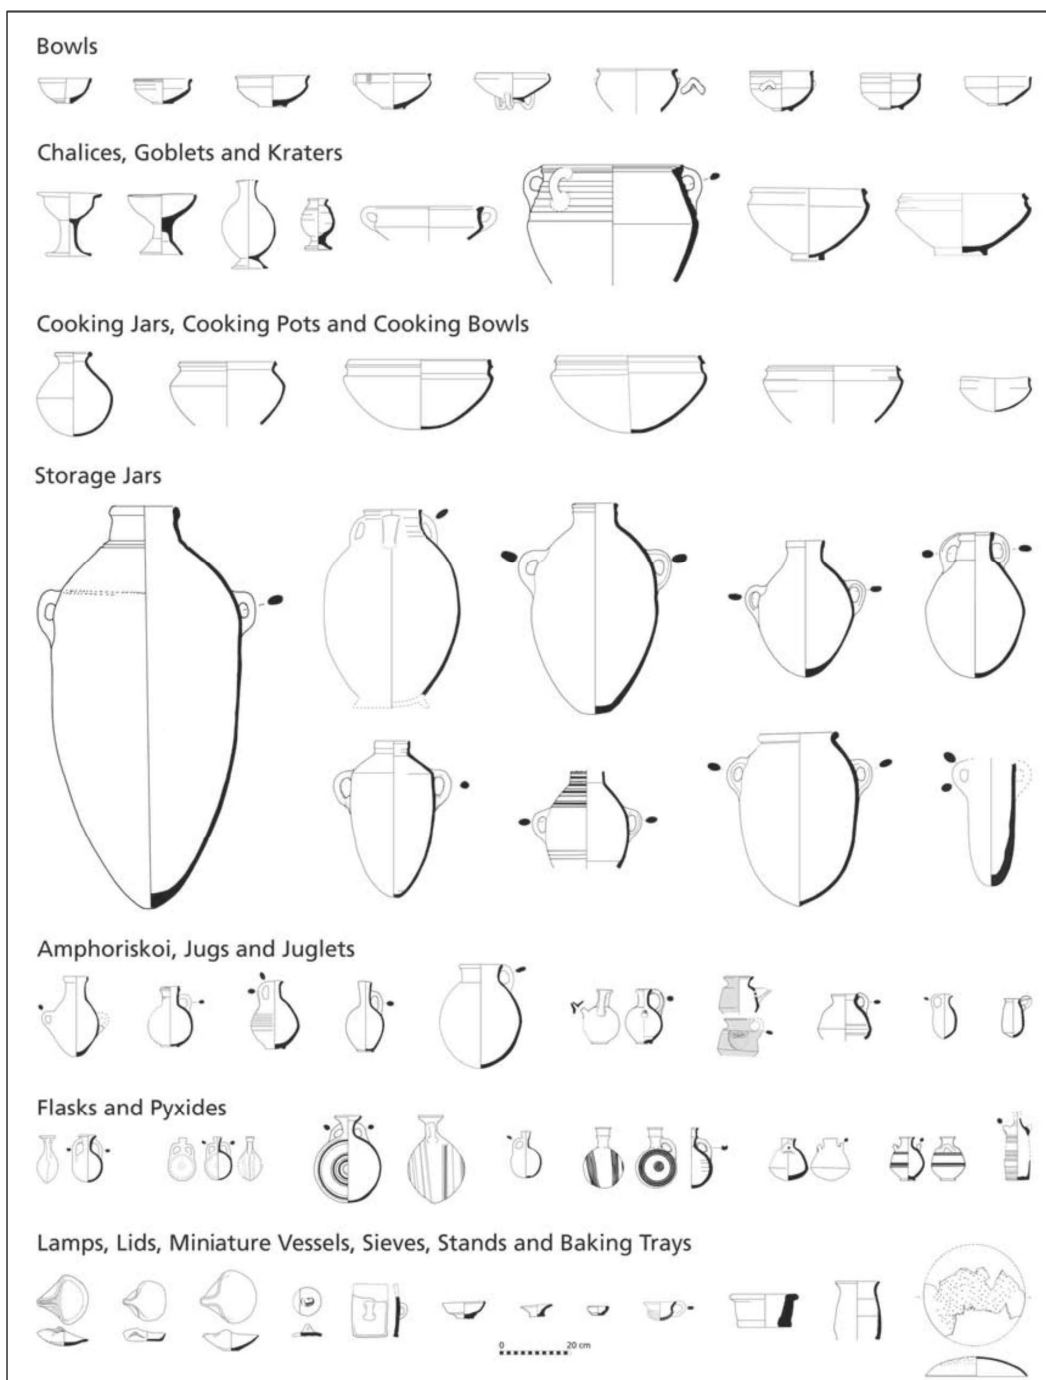 Bowls
Chalices, Goblets and Kraters
Cooking Jars, Cooking Pots and Cooking Bowls
Storage Jars
Amphoriskoi, Jugs and Juglets
Flasks and Pyxides
Lamps, Lids, Miniature Vessels, Sieves, Stands and Baking Trays
0 20 cm